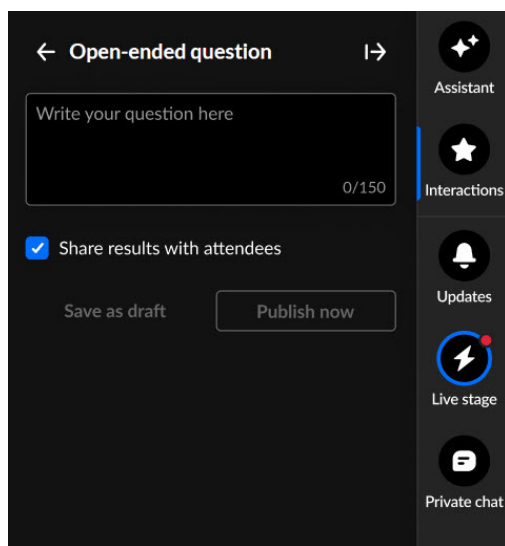 Open-ended question
Write your question here
0/150
Share results with attendees
Save as draft
Publish now
Assistant
Interactions
Updates
Live stage
Private chat